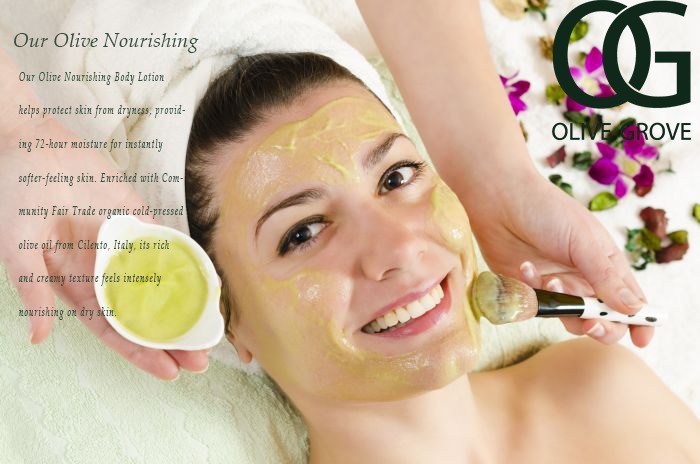 Our Olive Nourishing
Our Olive Nourishing Body Lotion
helps protect skin from dryness, provid-
ing 72-hour moisture for instantly
softer-feeling skin. Enriched with Com-
munity Fair Trade organic cold-pressed
olive oil from Cilento, Italy, its rich
and creamy texture feels intensely
nourishing on dry skin.
OG
OLIVE GROVE